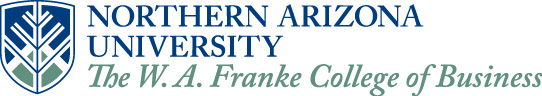 NORTHERN ARIZONA
UNIVERSITY
The W. A. Franke College of Business